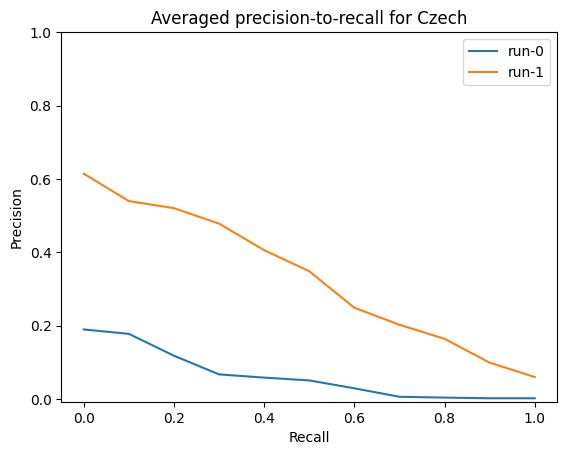 Averaged precision-to-recall for Czech
run-0
run-1
1.0
0.8
0.6
0.4
0.2
0.0
Precision
0.0 0.2 0.4 0.6 0.8 1.0
Recall